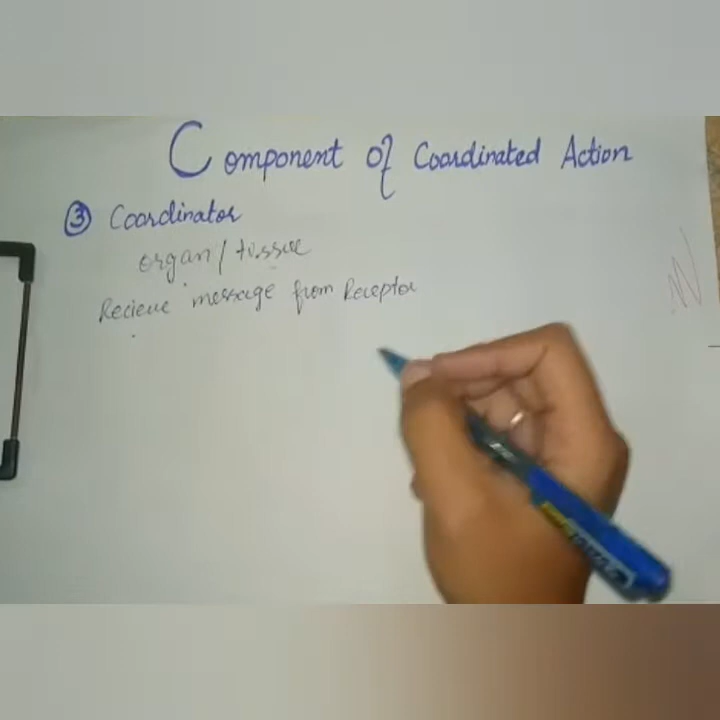 Component of Coordinated Action
③ Coordinator
organ / tissue
Recieve message from Receptor